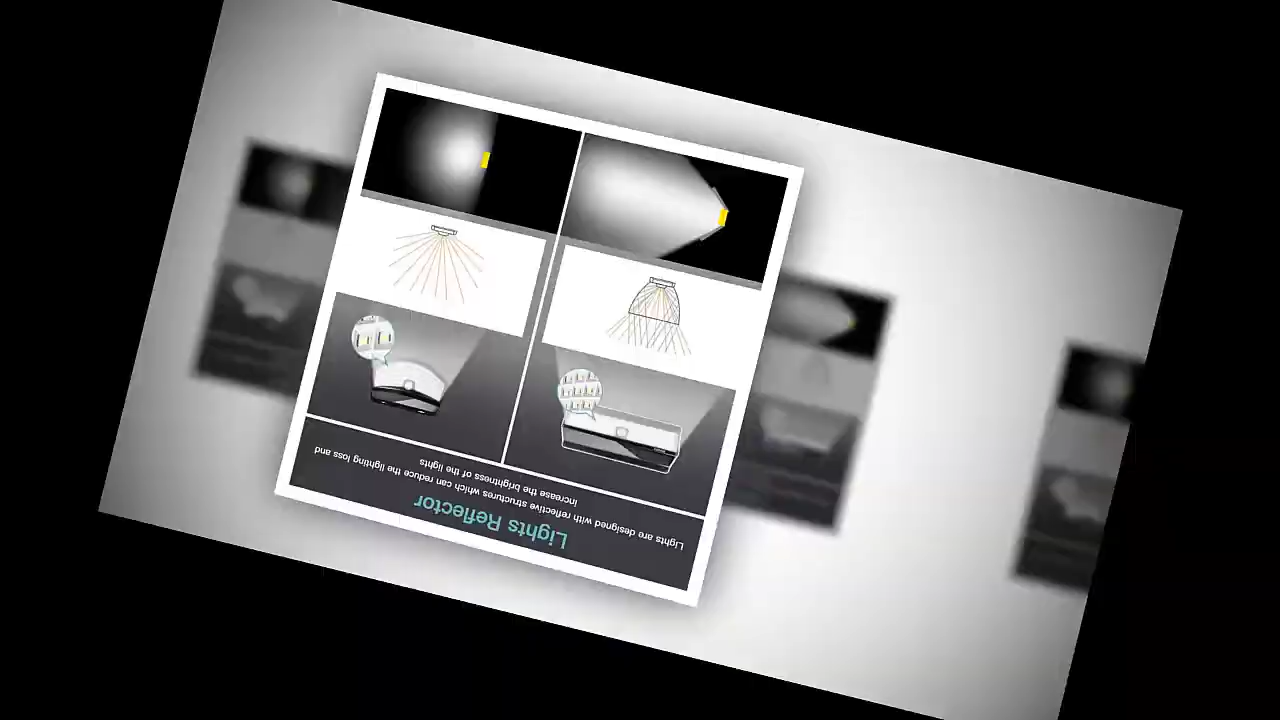 Lights Reflector
Lights are designed with reflective structures which can reduce the lighting loss and
increase the brightness of the lights